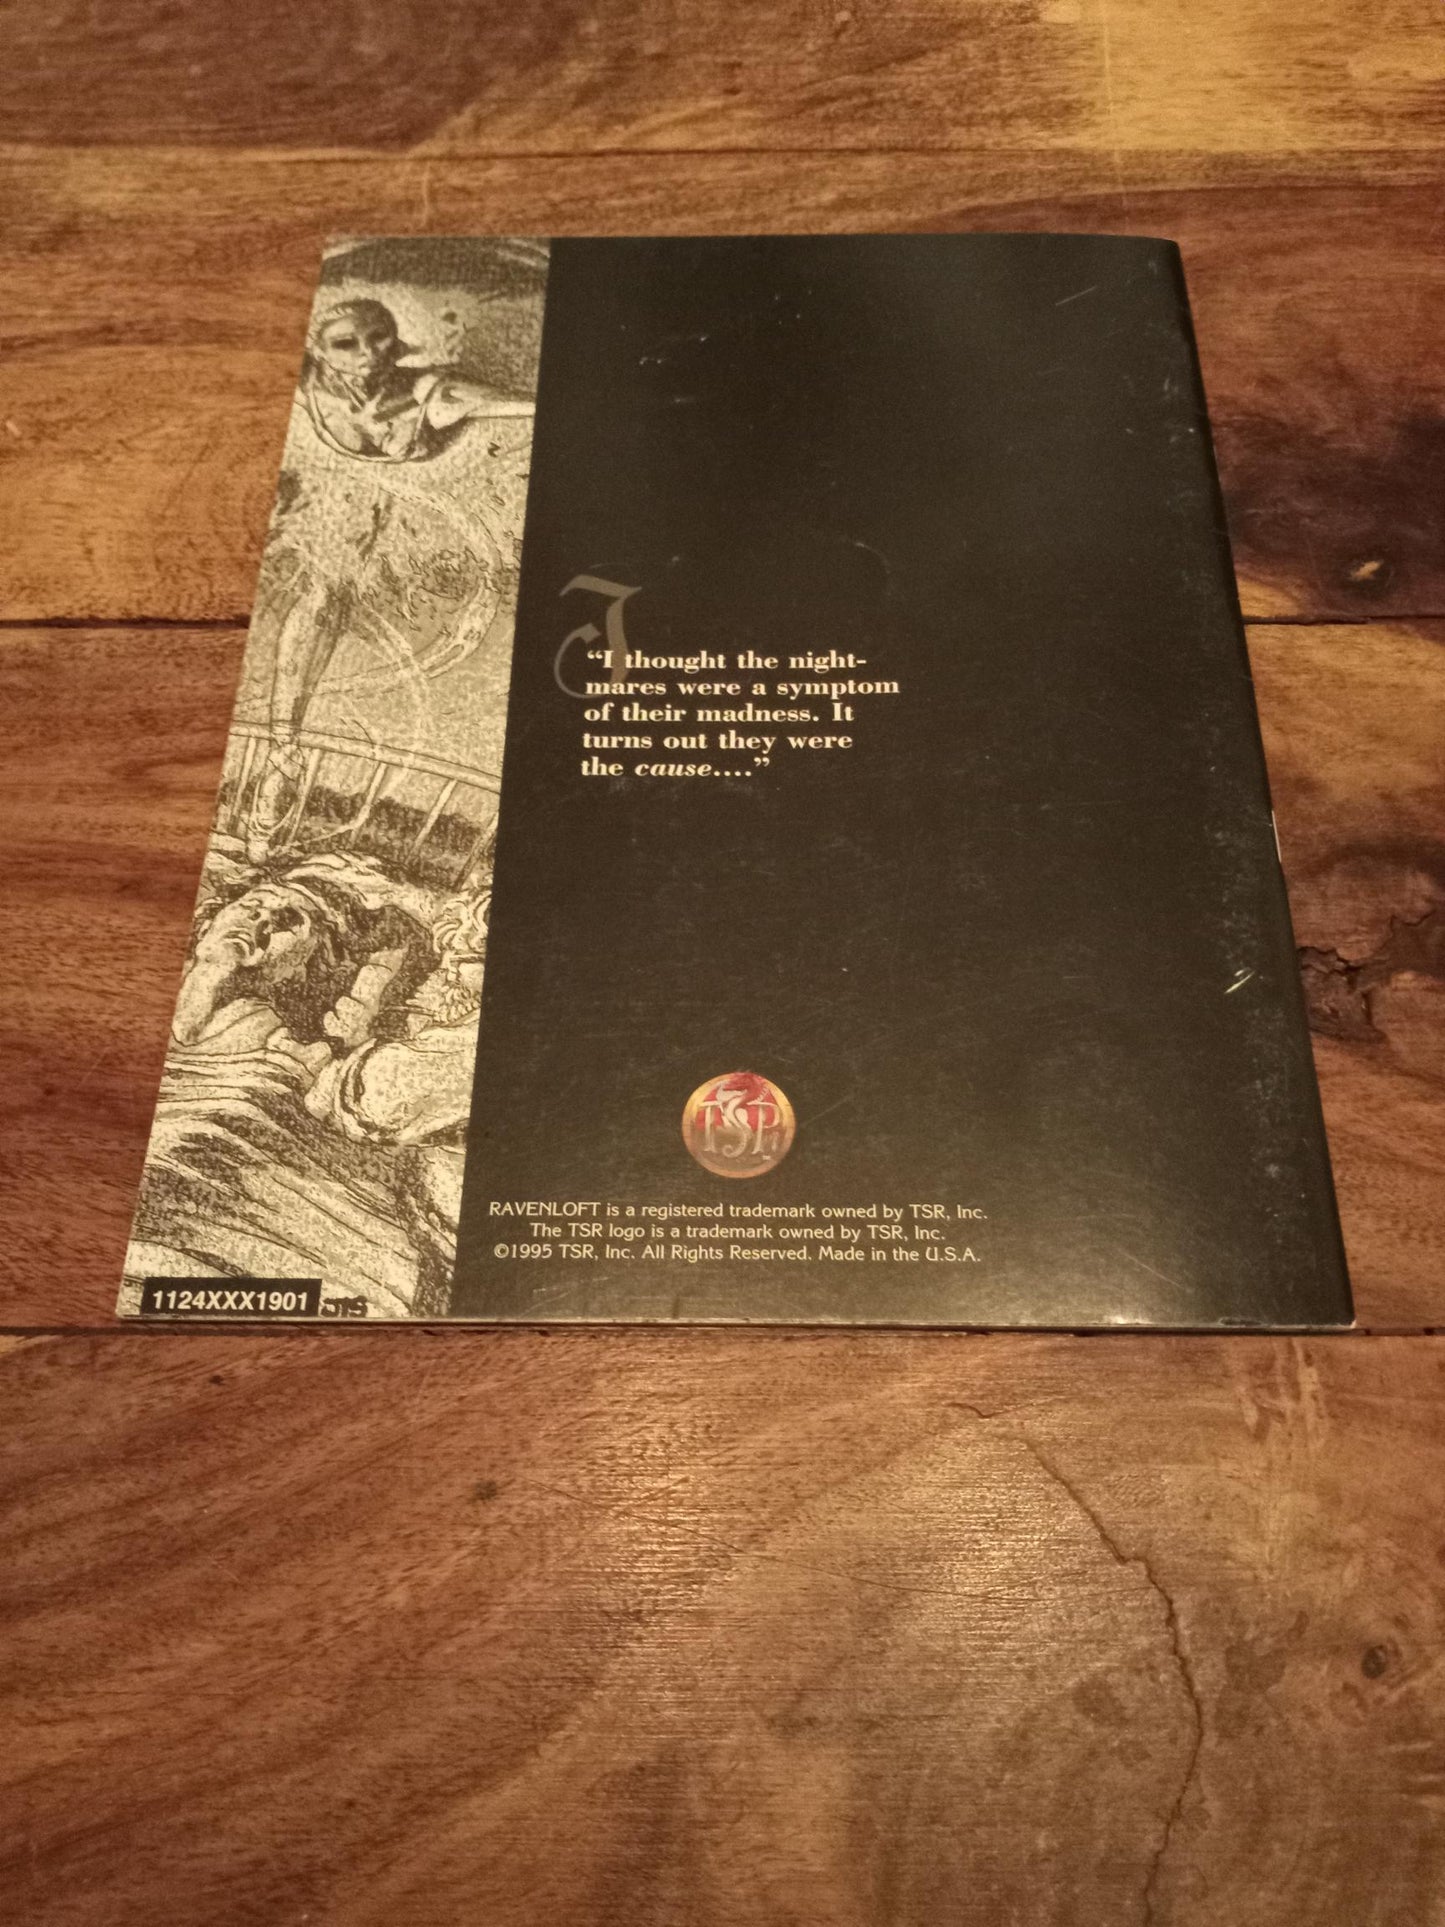 “I thought the night-
mares were a symptom
of their madness. It
turns out they were
the cause....”
TSR
RAVENLOFT is a registered trademark owned by TSR, Inc.
The TSR logo is a trademark owned by TSR, Inc.
©1995 TSR, Inc. All Rights Reserved. Made in the U.S.A.
1124XXX1901